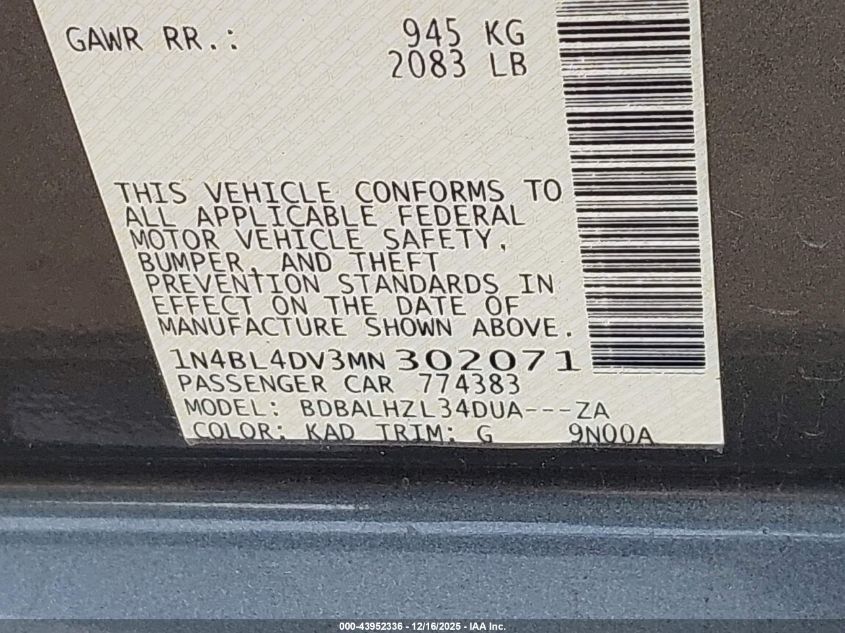 GAWR RR.: 945 KG
2083 LB
THIS VEHICLE CONFORMS TO
ALL APPLICABLE FEDERAL
MOTOR VEHICLE SAFETY,
BUMPER, AND THEFT
PREVENTION STANDARDS IN
EFFECT ON THE DATE OF
MANUFACTURE SHOWN ABOVE.
1N4BL4DV3MN302071
PASSENGER CAR 774383
MODEL: BDBALHZL34DUA---ZA
COLOR: KAD TRIM: G 9N00A
000-43952336 - 12/16/2025 - IAA Inc.